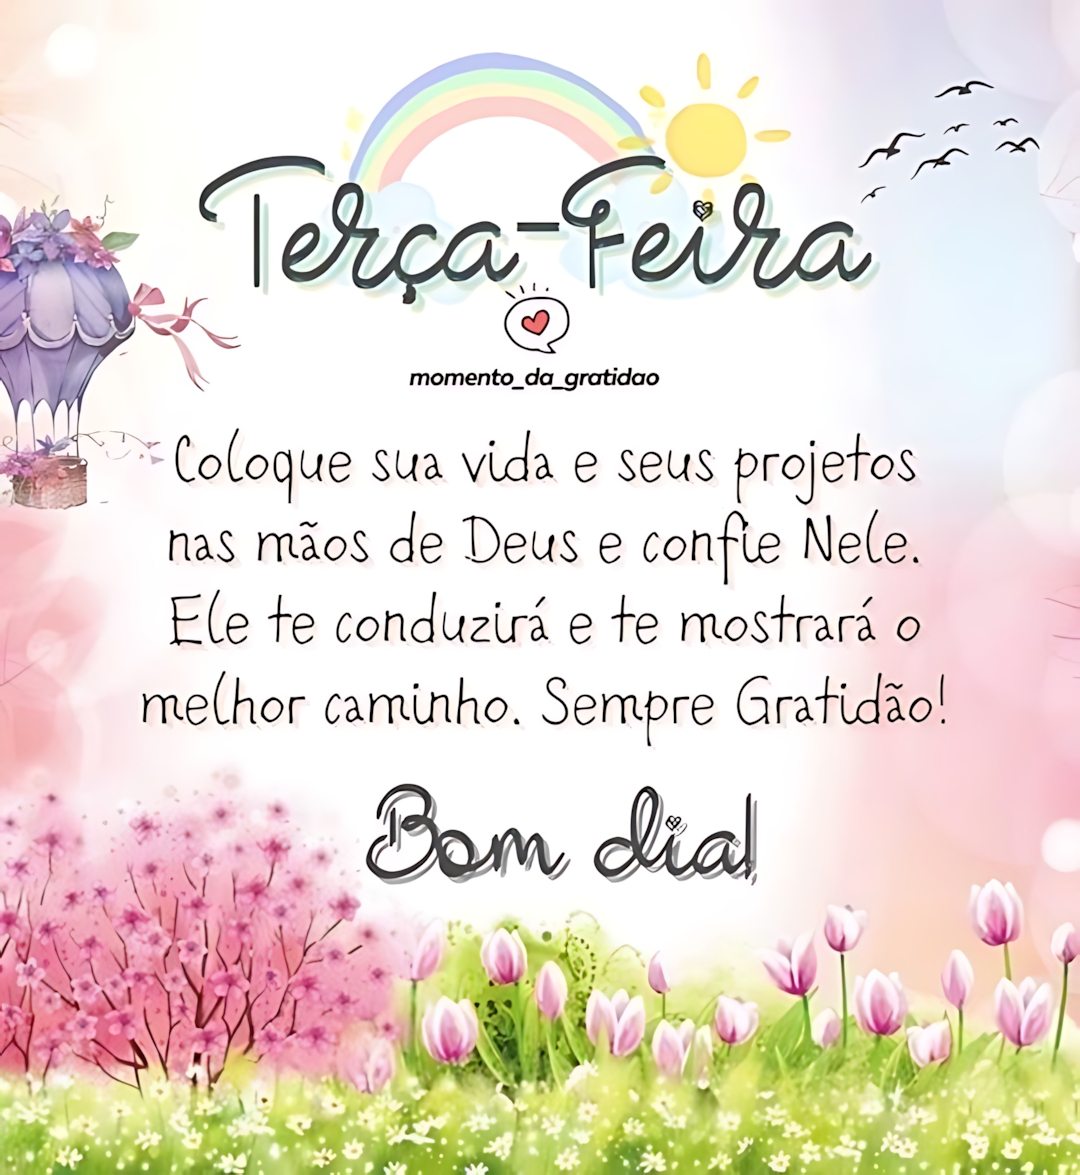 Terça-Feira
momento_da_gratidao
Coloque sua vida e seus projetos
nas mãos de Deus e confie Nele.
Ele te conduzirá e te mostrará o
melhor caminho. Sempre Gratidão!
Bom dia!